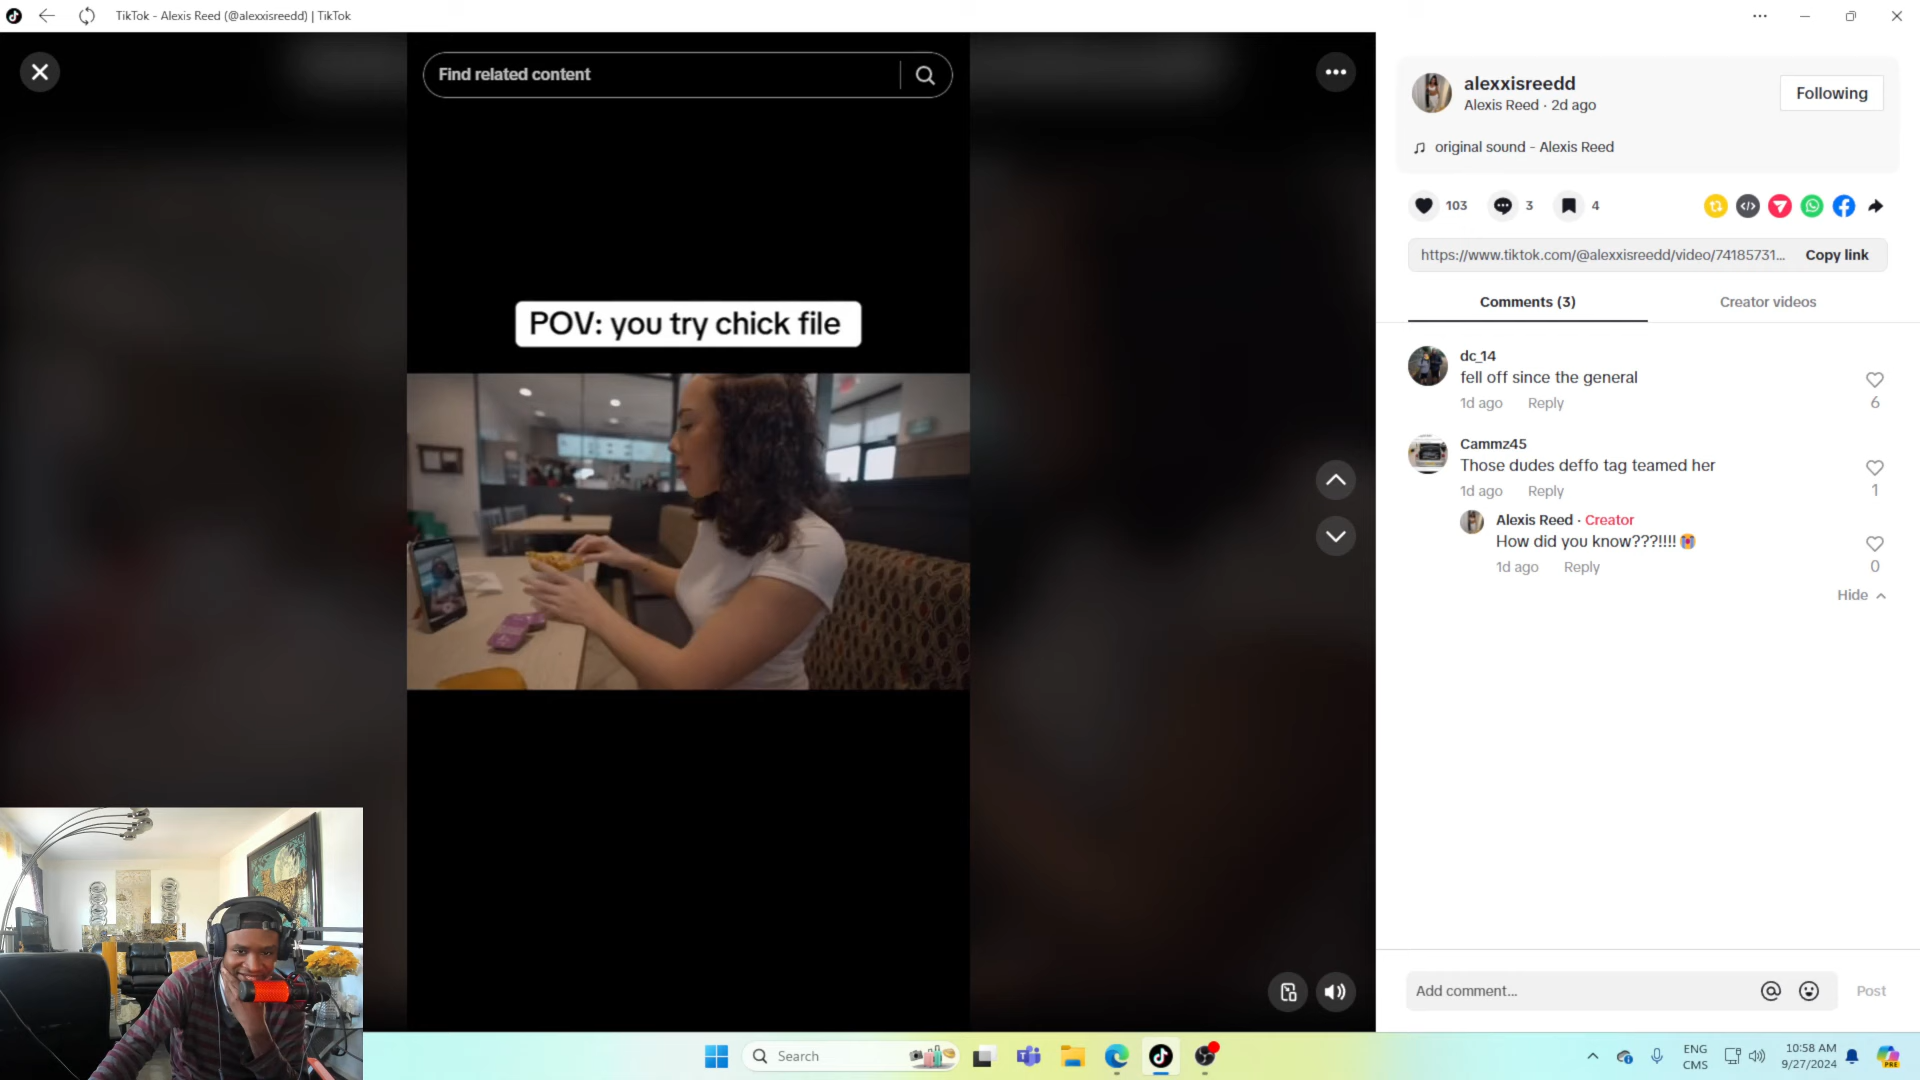 TikTok - Alexis Reed (@alexxisreedd) | TikTok
Find related content
POV: you try chick file
alexxisreedd
Alexis Reed · 2d ago
Following
original sound - Alexis Reed
103
3
4
https://www.tiktok.com/@alexxisreedd/video/74185731...
Copy link
Comments (3)
Creator videos
dc_14
fell off since the general
1d ago
Reply
6
Cammz45
Those dudes deffo tag teamed her
1d ago
Reply
1
Alexis Reed · Creator
How did you know???!!!! 😭
1d ago
Reply
0
Hide
Add comment...
Post
Search
ENG
CMS
10:58 AM
9/27/2024
PRE